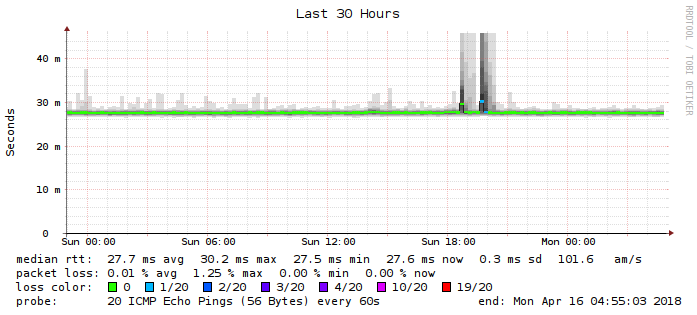 Last 30 Hours
RRDTOOL / TOBI OETIKER
Seconds
40 m
30 m
20 m
10 m
0
Sun 00:00 Sun 06:00 Sun 12:00 Sun 18:00 Mon 00:00
median rtt: 27.7 ms avg 30.2 ms max 27.5 ms min 27.6 ms now 0.3 ms sd 101.6 am/s
packet loss: 0.01 % avg 1.25 % max 0.00 % min 0.00 % now
loss color: 0 1/20 2/20 3/20 4/20 10/20 19/20
probe: 20 ICMP Echo Pings (56 Bytes) every 60s end: Mon Apr 16 04:55:03 2018